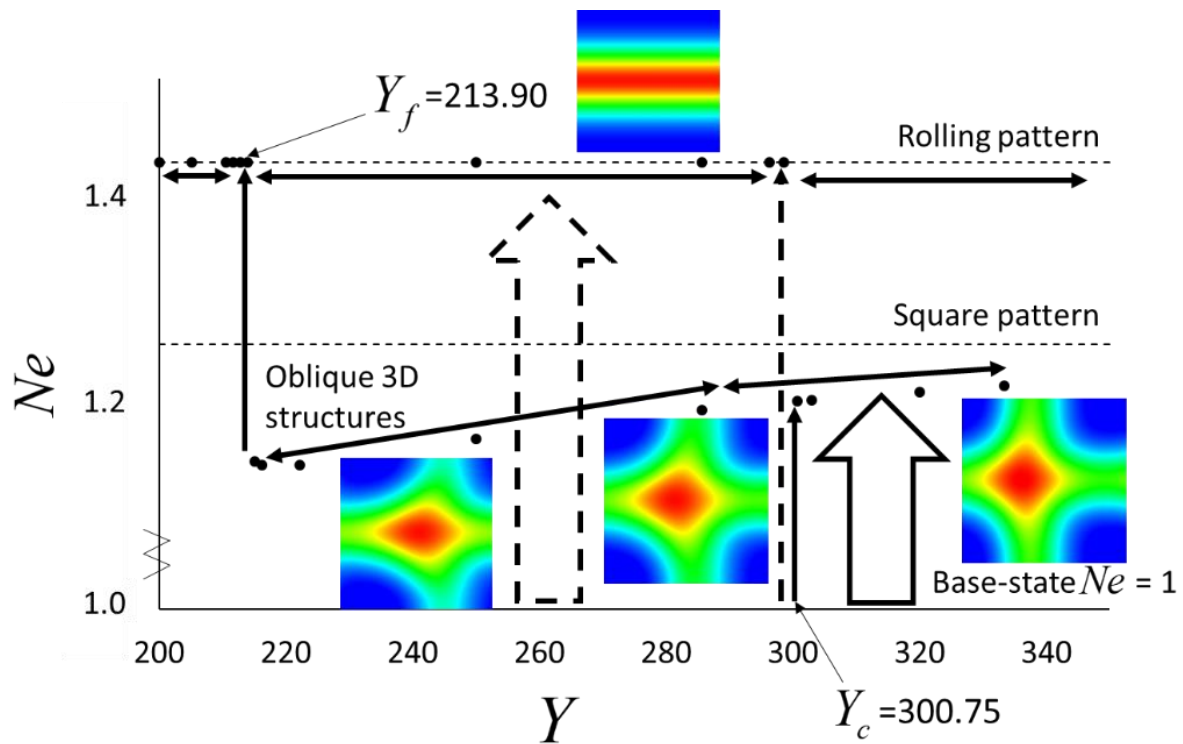 Y_f =213.90
Rolling pattern
1.4
Square pattern
Ne
Oblique 3D
structures
1.2
Base-state Ne = 1
1.0
200 220 240 260 280 300 320 340
Y
Y_c =300.75